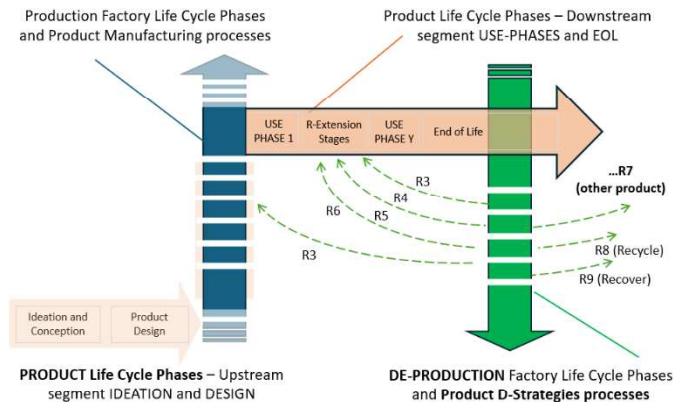 Production Factory Life Cycle Phases
and Product Manufacturing processes
Product Life Cycle Phases – Downstream
segment USE-PHASES and EOL
USE
PHASE 1
R-Extension
Stages
USE
PHASE Y
End of Life
R3
R4
R5
R6
R3
...R7
(other product)
R8 (Recycle)
R9 (Recover)
Ideation and
Conception
Product
Design
PRODUCT Life Cycle Phases – Upstream
segment IDEATION and DESIGN
DE-PRODUCTION Factory Life Cycle Phases
and Product D-Strategies processes